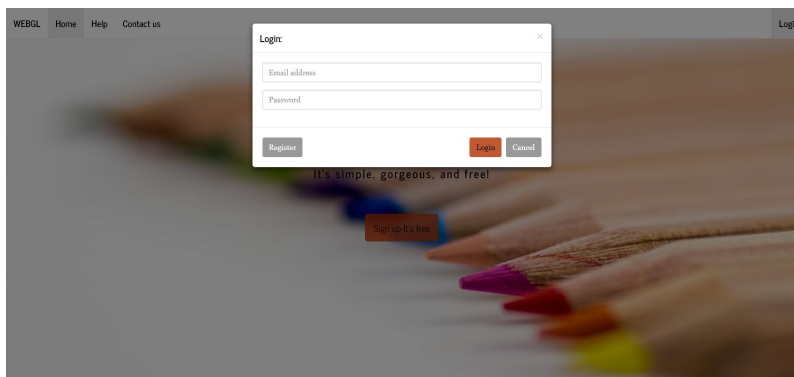 WEBGL Home Help Contact us Logi
Login: ×
Email address
Password
Register Login Cancel
It's simple, gorgeous, and free!
Sign up-It's free